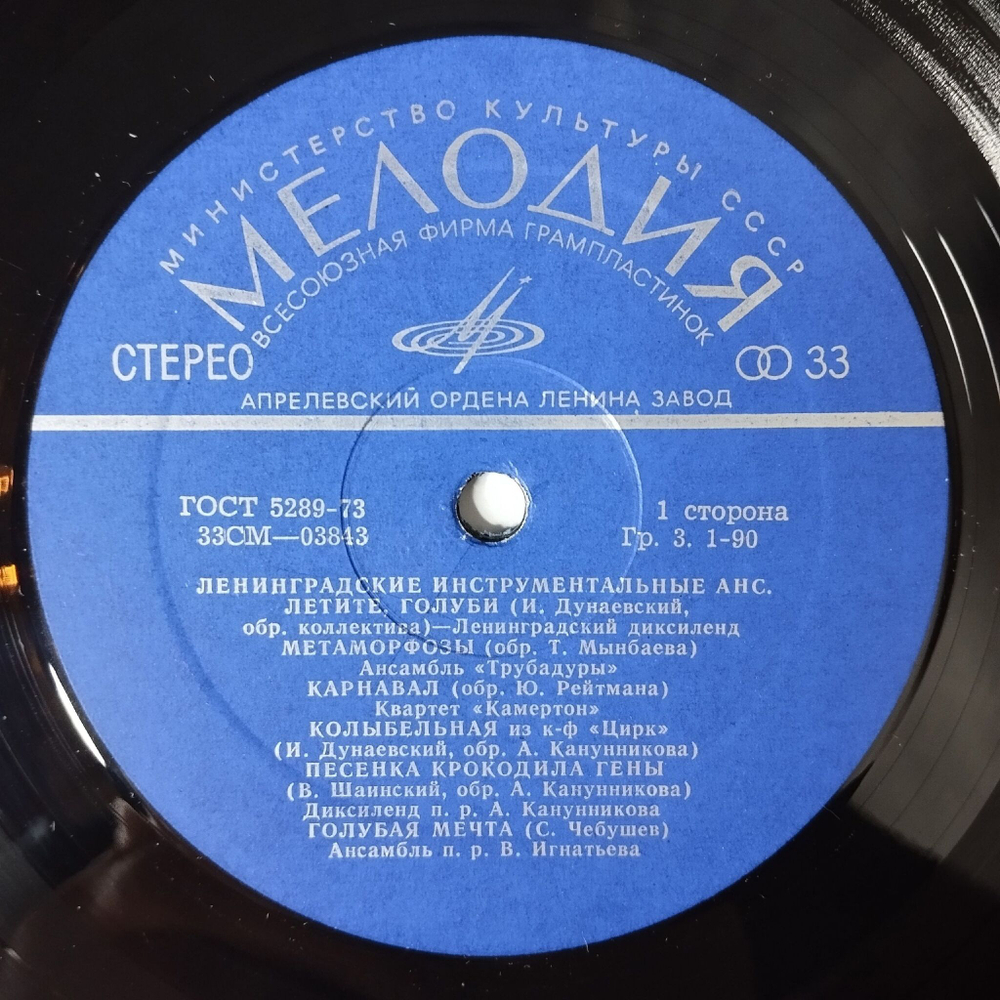 МИНИСТЕРСТВО КУЛЬТУРЫ СССР
МЕЛОДИЯ
ВСЕСОЮЗНАЯ ФИРМА ГРАМПЛАСТИНОК
СТЕРЕО
33
АПРЕЛЕВСКИЙ ОРДЕНА ЛЕНИНА ЗАВОД
ГОСТ 5289-73
1 сторона
33СМ—03843
Гр. 3. 1-90
ЛЕНИНГРАДСКИЕ ИНСТРУМЕНТАЛЬНЫЕ АНС.
ЛЕТИТЕ, ГОЛУБИ (И. Дунаевский,
обр. коллектива)—Ленинградский диксиленд
МЕТАМОРФОЗЫ (обр. Т. Мынбаева)
Ансамбль «Трубадуры»
КАРНАВАЛ (обр. Ю. Рейтмана)
Квартет «Камертон»
КОЛЫБЕЛЬНАЯ из к-ф «Цирк»
(И. Дунаевский, обр. А. Канунникова)
ПЕСЕНКА КРОКОДИЛА ГЕНЫ
(В. Шаинский, обр. А. Канунникова)
Диксиленд п. р. А. Канунникова
ГОЛУБАЯ МЕЧТА (С. Чебушев)
Ансамбль п. р. В. Игнатьева